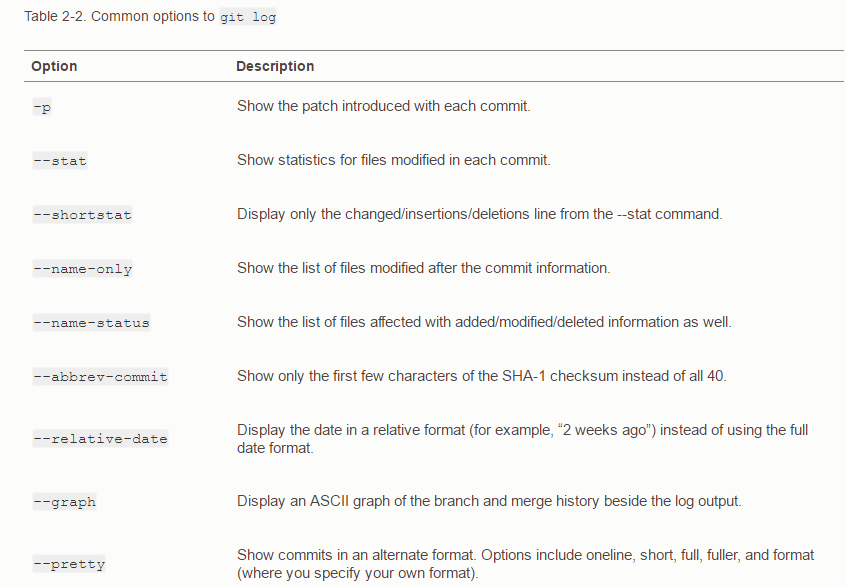 Table 2-2. Common options to git log
Option Description
-p Show the patch introduced with each commit.
--stat Show statistics for files modified in each commit.
--shortstat Display only the changed/insertions/deletions line from the --stat command.
--name-only Show the list of files modified after the commit information.
--name-status Show the list of files affected with added/modified/deleted information as well.
--abbrev-commit Show only the first few characters of the SHA-1 checksum instead of all 40.
--relative-date Display the date in a relative format (for example, “2 weeks ago”) instead of using the full
date format.
--graph Display an ASCII graph of the branch and merge history beside the log output.
--pretty Show commits in an alternate format. Options include oneline, short, full, fuller, and format
(where you specify your own format).